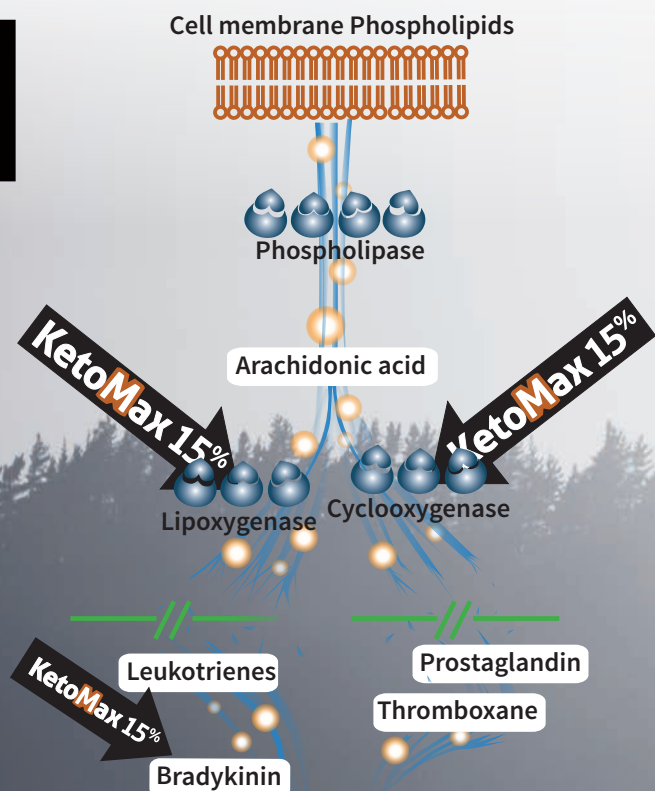 Cell membrane Phospholipids
Phospholipase
Arachidonic acid
KetoMax 15%
KetoMax 15%
Lipoxygenase
Cyclooxygenase
Leukotrienes
Prostaglandin
KetoMax 15%
Thromboxane
Bradykinin